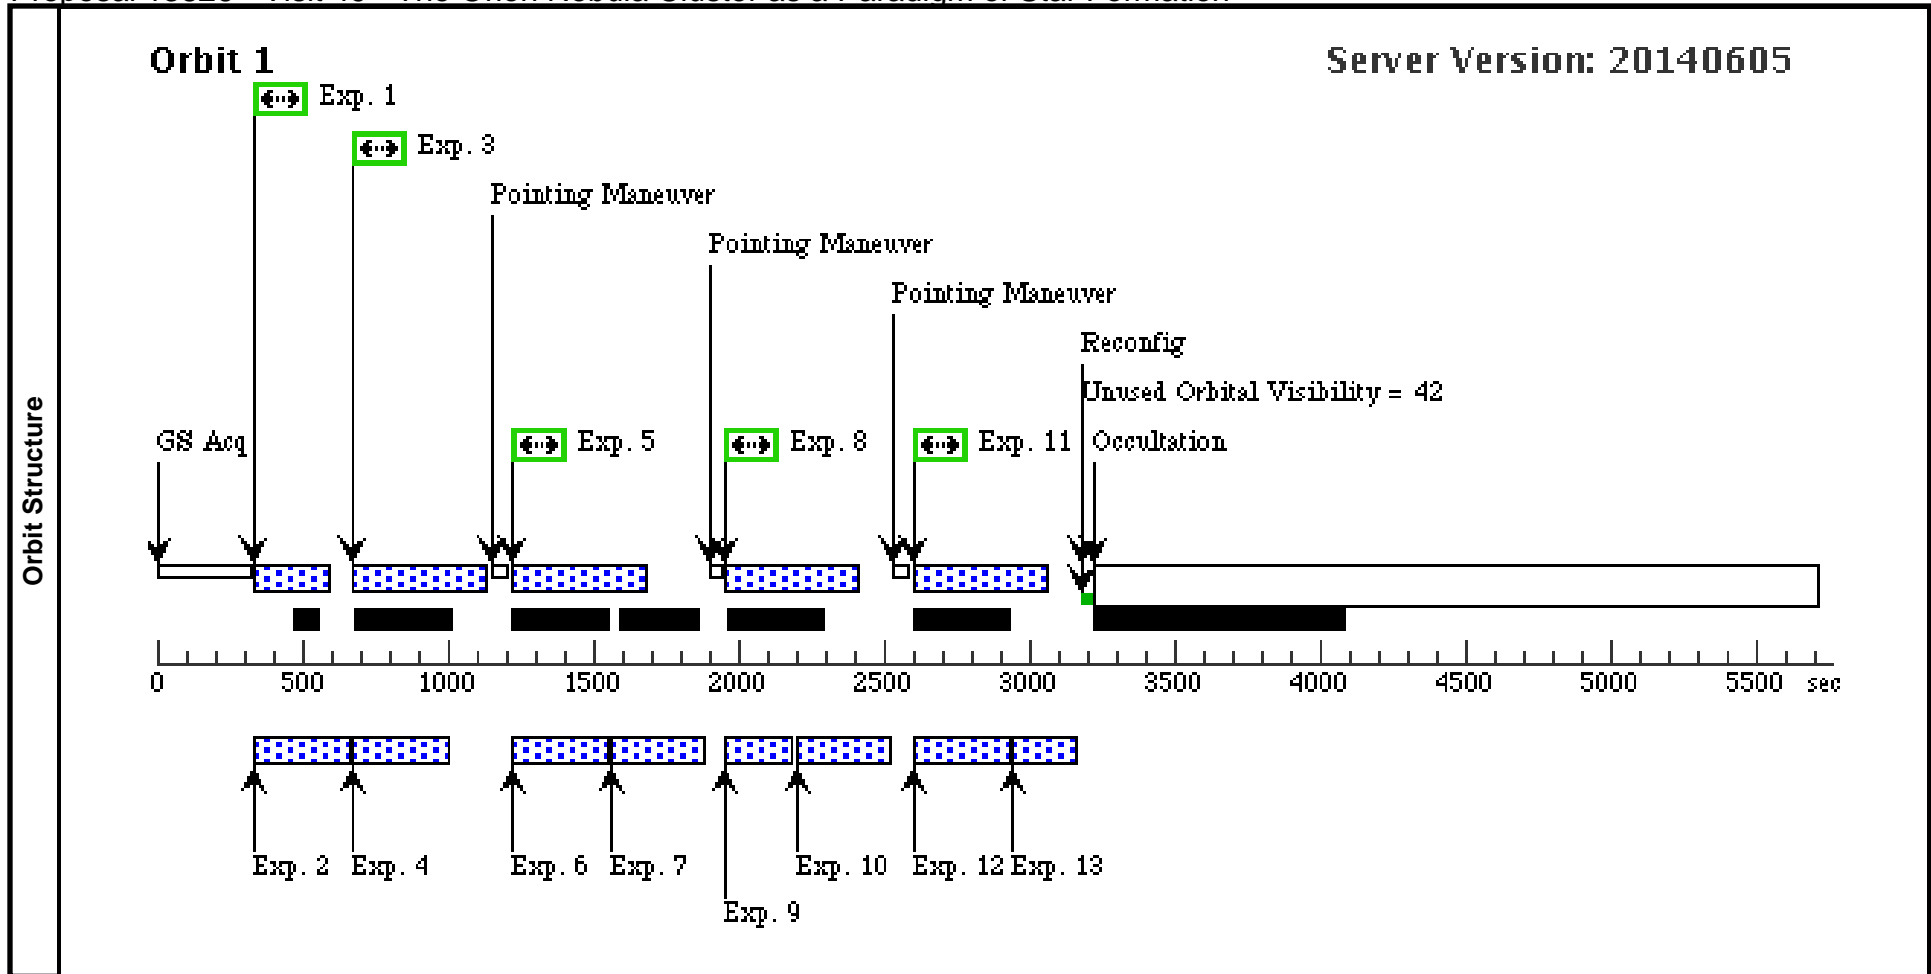 Orbit Structure
Orbit 1
Server Version: 20140605
Exp. 1
Exp. 3
Pointing Maneuver
Pointing Maneuver
Pointing Maneuver
Reconfig
Unused Orbital Visibility = 42
GS Acq
Exp. 5
Exp. 8
Exp. 11
Occultation
0 500 1000 1500 2000 2500 3000 3500 4000 4500 5000 5500 sec
Exp. 2
Exp. 4
Exp. 6
Exp. 7
Exp. 10
Exp. 12
Exp. 13
Exp. 9